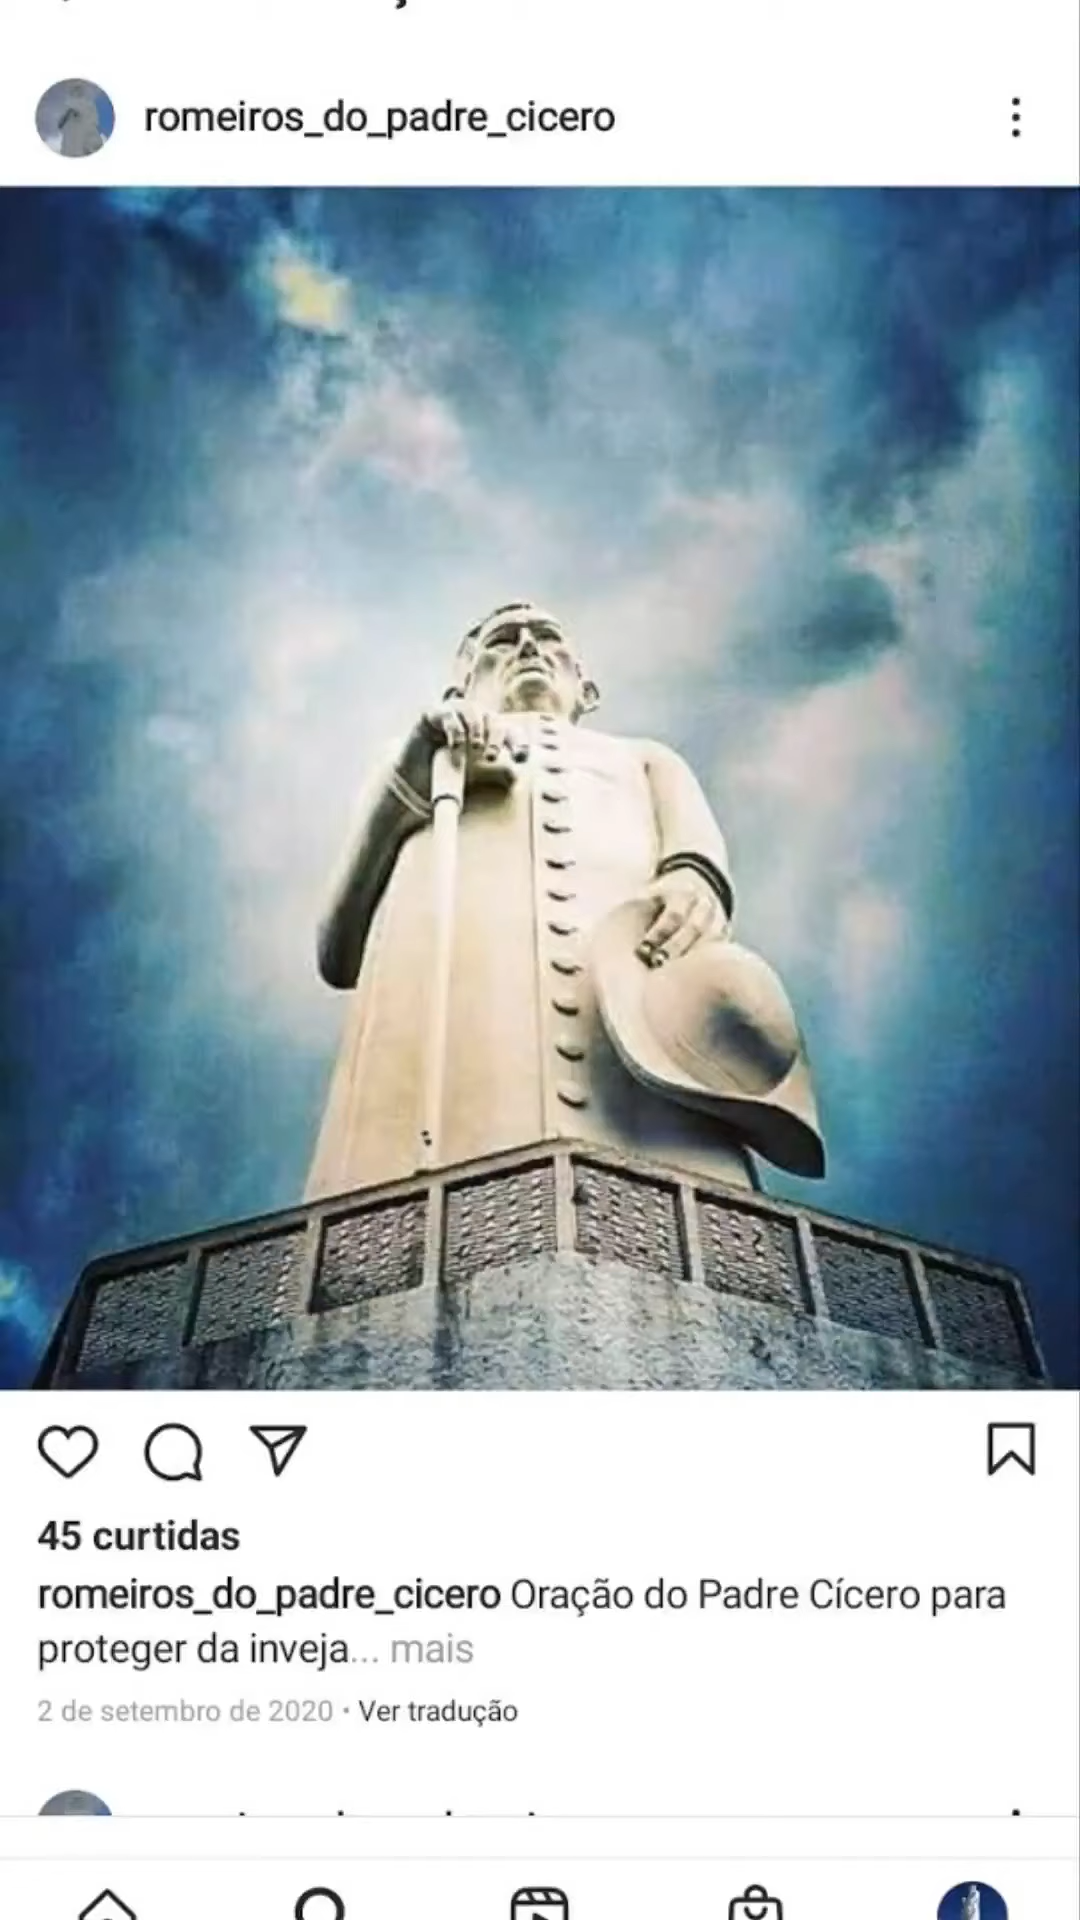 romeiros_do_padre_cicero
45 curtidas
romeiros_do_padre_cicero Oração do Padre Cícero para
proteger da inveja... mais
2 de setembro de 2020 • Ver tradução